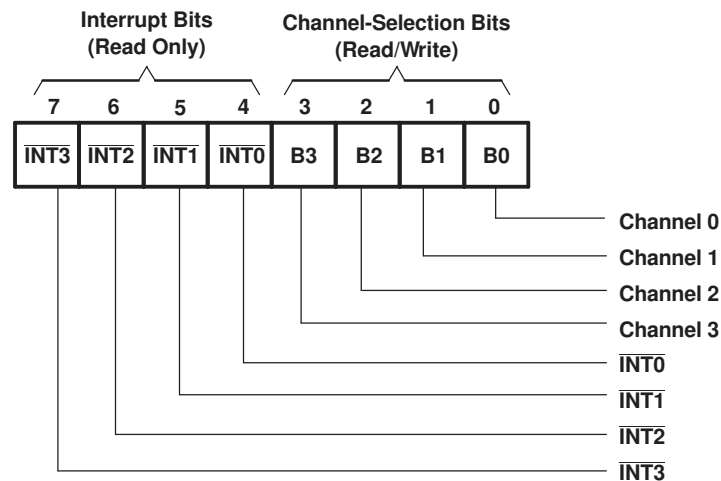 Interrupt Bits
(Read Only)
Channel-Selection Bits
(Read/Write)
7 6 5 4 3 2 1 0
INT3 INT2 INT1 INT0 B3 B2 B1 B0
Channel 0
Channel 1
Channel 2
Channel 3
INT0
INT1
INT2
INT3